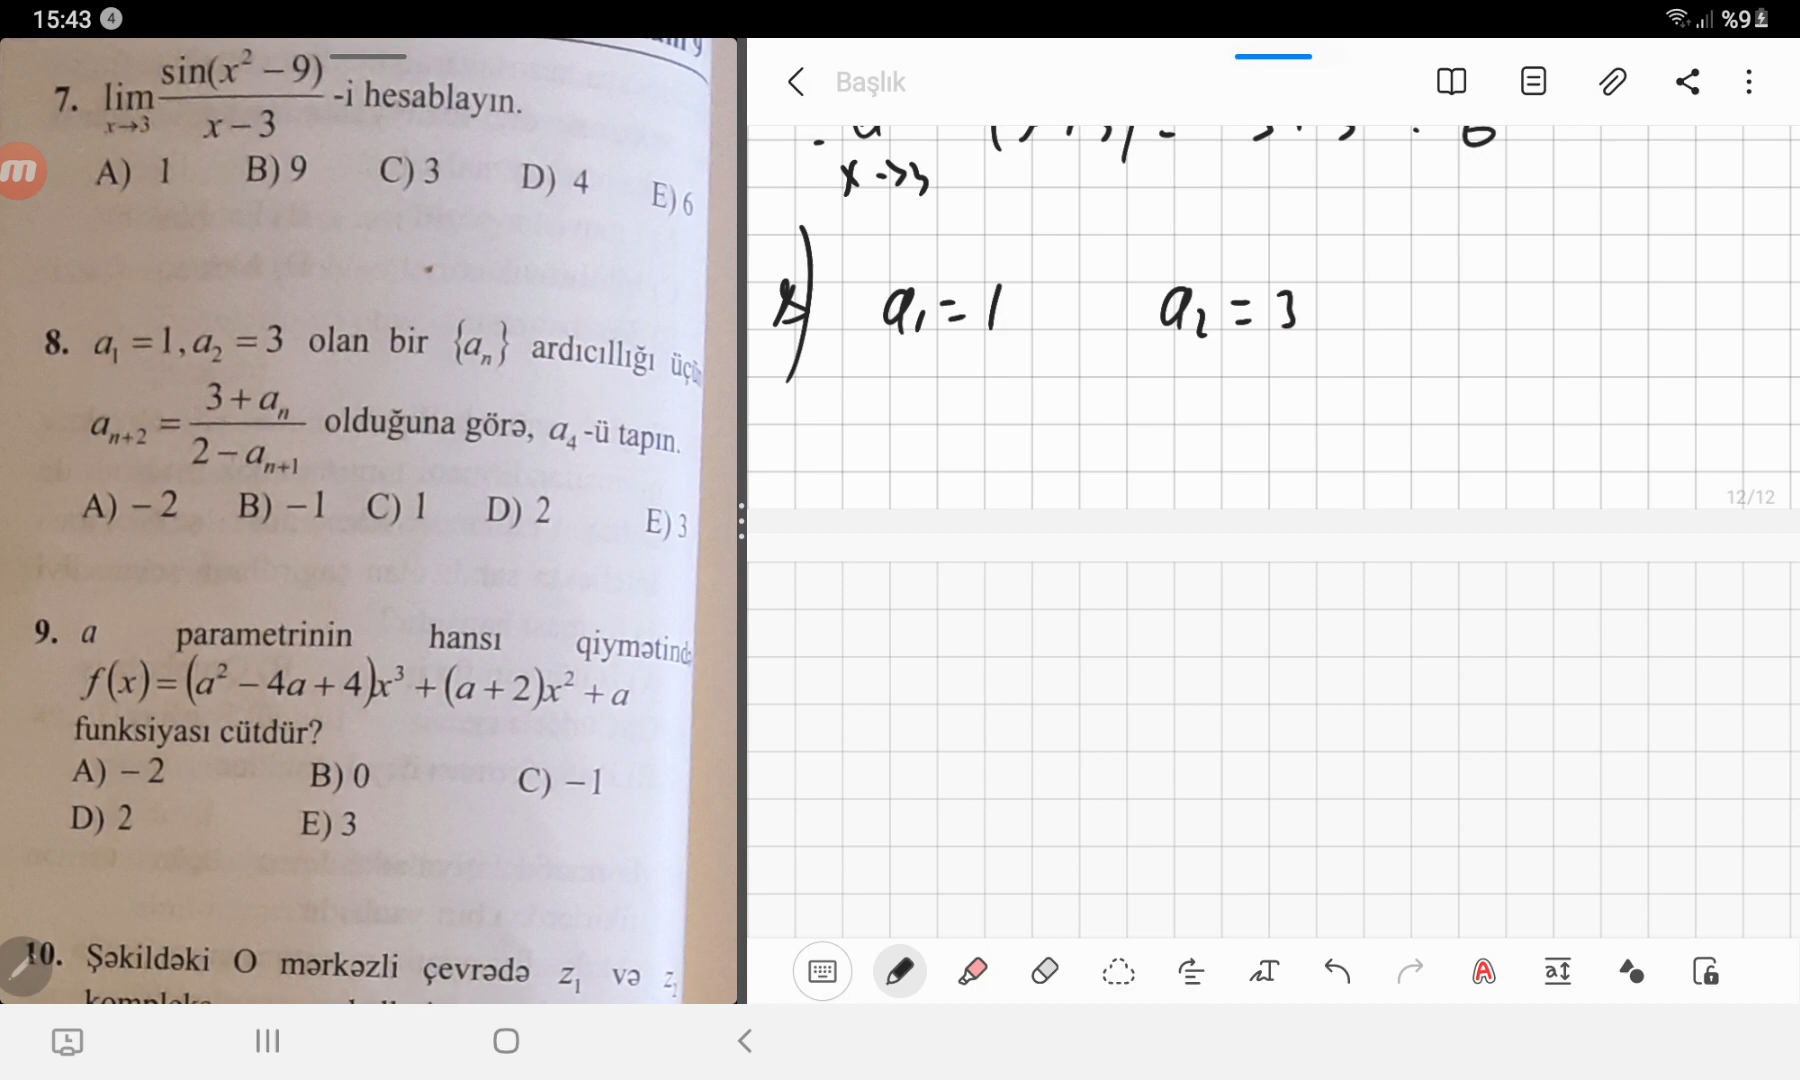 15:43 4
%9
7. lim x→3 sin(x² − 9) / x − 3 -i hesablayın.
A) 1 B) 9 C) 3 D) 4 E) 6
8. a₁ = 1, a₂ = 3 olan bir {aₙ} ardıcıllığı
aₙ₊₂ = 3 + aₙ / 2 − aₙ₊₁ olduğuna görə, a₄ -ü tapın.
A) − 2 B) − 1 C) 1 D) 2 E) 3
9. a parametrinin hansı
f(x) = (a² − 4a + 4)x³ + (a + 2)x² + a
funksiyası cütdür?
A) − 2 B) 0 C) − 1
D) 2 E) 3
10. Şəkildəki O mərkəzli çevrədə z₁ və
Başlık
x → 3
8) a₁ = 1 a₂ = 3
12/12